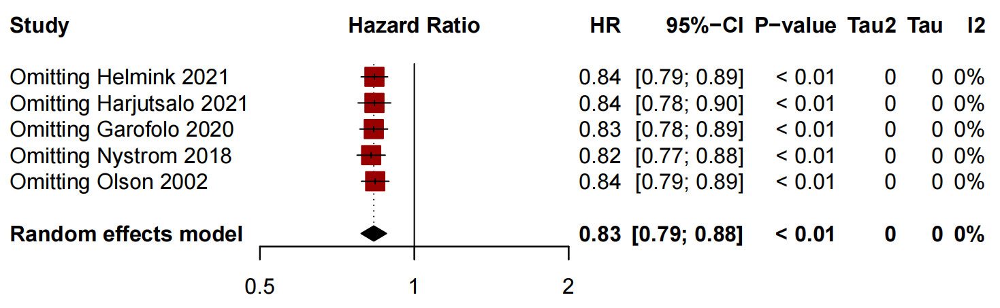 Study Hazard Ratio HR 95%−CI P−value Tau2 Tau I2
Omitting Helmink 2021 0.84 [0.79; 0.89] < 0.01 0 0 0%
Omitting Harjutsalo 2021 0.84 [0.78; 0.90] < 0.01 0 0 0%
Omitting Garofolo 2020 0.83 [0.78; 0.89] < 0.01 0 0 0%
Omitting Nystrom 2018 0.82 [0.77; 0.88] < 0.01 0 0 0%
Omitting Olson 2002 0.84 [0.79; 0.89] < 0.01 0 0 0%
Random effects model 0.83 [0.79; 0.88] < 0.01 0 0 0%
0.5 1 2